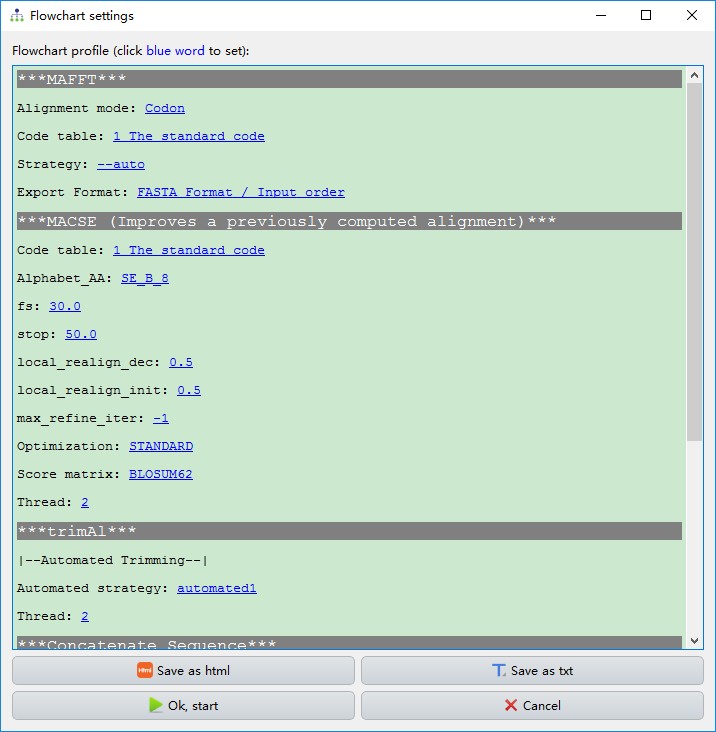 Flowchart settings
Flowchart profile (click blue word to set):
***MAFFT***
Alignment mode: Codon
Code table: 1 The standard code
Strategy: --auto
Export Format: FASTA Format / Input order
***MACSE (Improves a previously computed alignment)***
Code table: 1 The standard code
Alphabet_AA: SE_B_8
fs: 30.0
stop: 50.0
local_realign_dec: 0.5
local_realign_init: 0.5
max_refine_iter: -1
Optimization: STANDARD
Score matrix: BLOSUM62
Thread: 2
***trimAl***
|--Automated Trimming--|
Automated strategy: automated1
Thread: 2
***Concatenate Sequence***
Html Save as html
Save as txt
Ok, start
Cancel